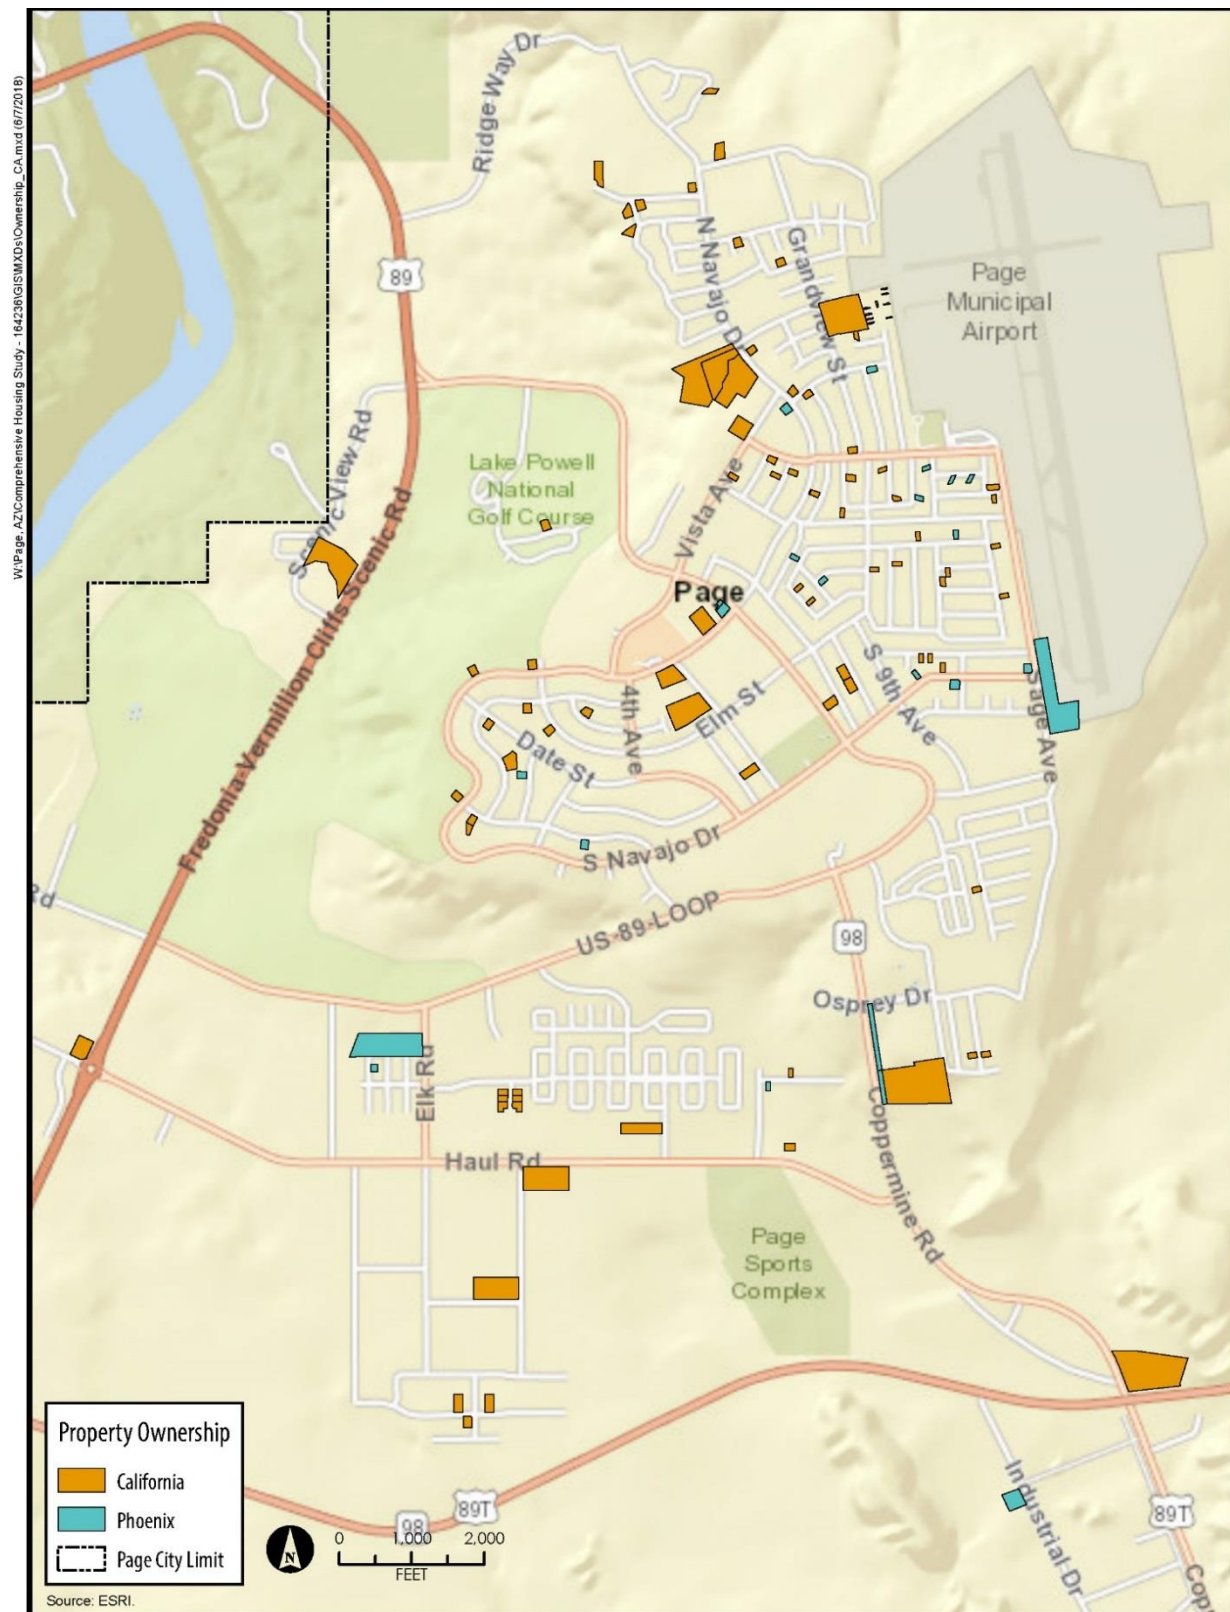 W:\Page, AZ\Comprehensive Housing Study - 164236\GIS\MXDs\Ownership_CA.mxd (6/7/2018)
Ridge Way Dr
N Navajo Dr
Grandview St
89
Page
Municipal
Airport
Scenic View Rd
Lake Powell
National
Golf Course
Vista Ave
Fredonia-Vermillion Cliffs Scenic Rd
Page
S 9th Ave
Sage Ave
4th Ave
Elm St
Date St
S Navajo Dr
Rd
US-89-LOOP
98
Osprey Dr
Elk Rd
Coppermine Rd
Haul Rd
Page
Sports
Complex
Property Ownership
California
Phoenix
Page City Limit
Source: ESRI.
N
0 1,000 2,000
FEET
98
89T
Industrial Dr
89T
Copp